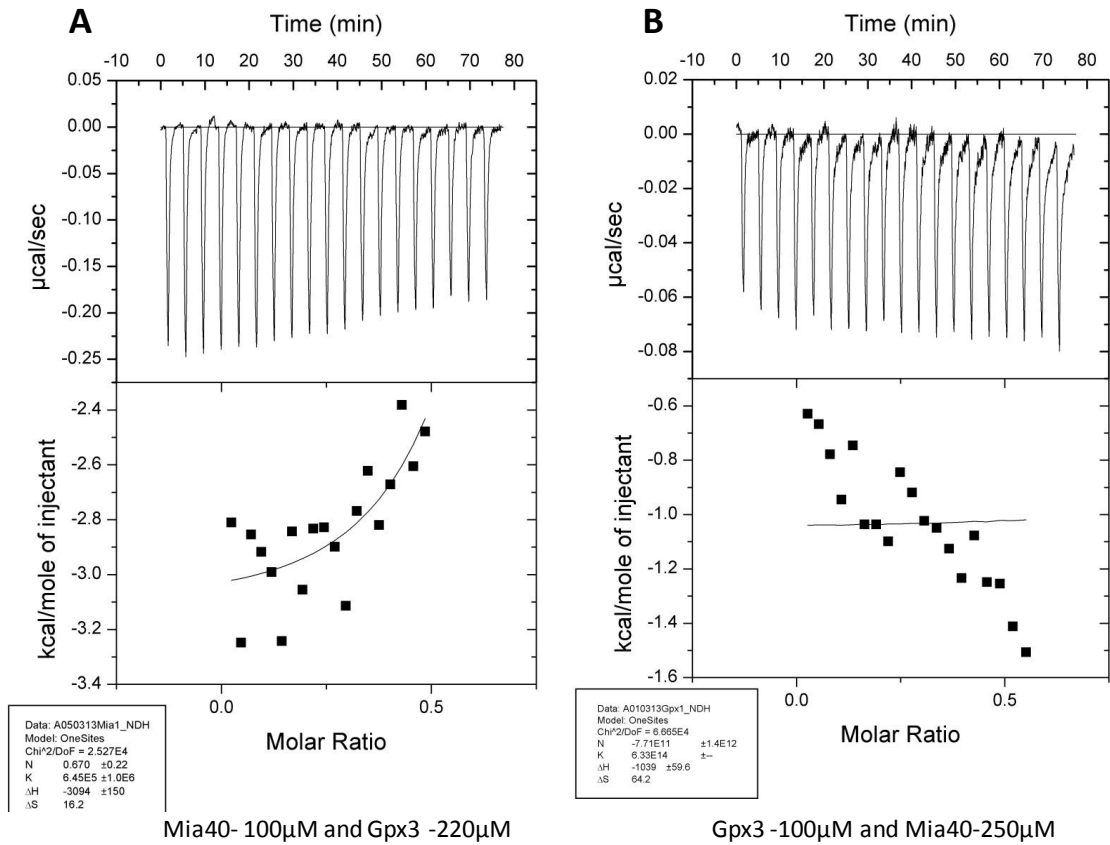 A
Time (min)
-10 0 10 20 30 40 50 60 70 80
0.05
0.00
-0.05
-0.10
-0.15
-0.20
-0.25
µcal/sec
-2.4
-2.6
-2.8
-3.0
-3.2
-3.4
kcal/mole of injectant
0.0 0.5
Molar Ratio
Data: A050313Mia1_NDH
Model: OneSites
Chi^2/DoF = 2.527E4
N 0.670 ±0.22
K 6.45E5 ±1.0E6
ΔH -3094 ±150
ΔS 16.2
Mia40- 100µM and Gpx3 -220µM
B
Time (min)
-10 0 10 20 30 40 50 60 70 80
0.02
0.00
-0.02
-0.04
-0.06
-0.08
µcal/sec
-0.6
-0.8
-1.0
-1.2
-1.4
-1.6
kcal/mole of injectant
0.0 0.5
Molar Ratio
Data: A010313Gpx1_NDH
Model: OneSites
Chi^2/DoF = 6.665E4
N -7.71E11 ±1.4E12
K 6.33E14 ±--
ΔH -1039 ±59.6
ΔS 64.2
Gpx3 -100µM and Mia40-250µM